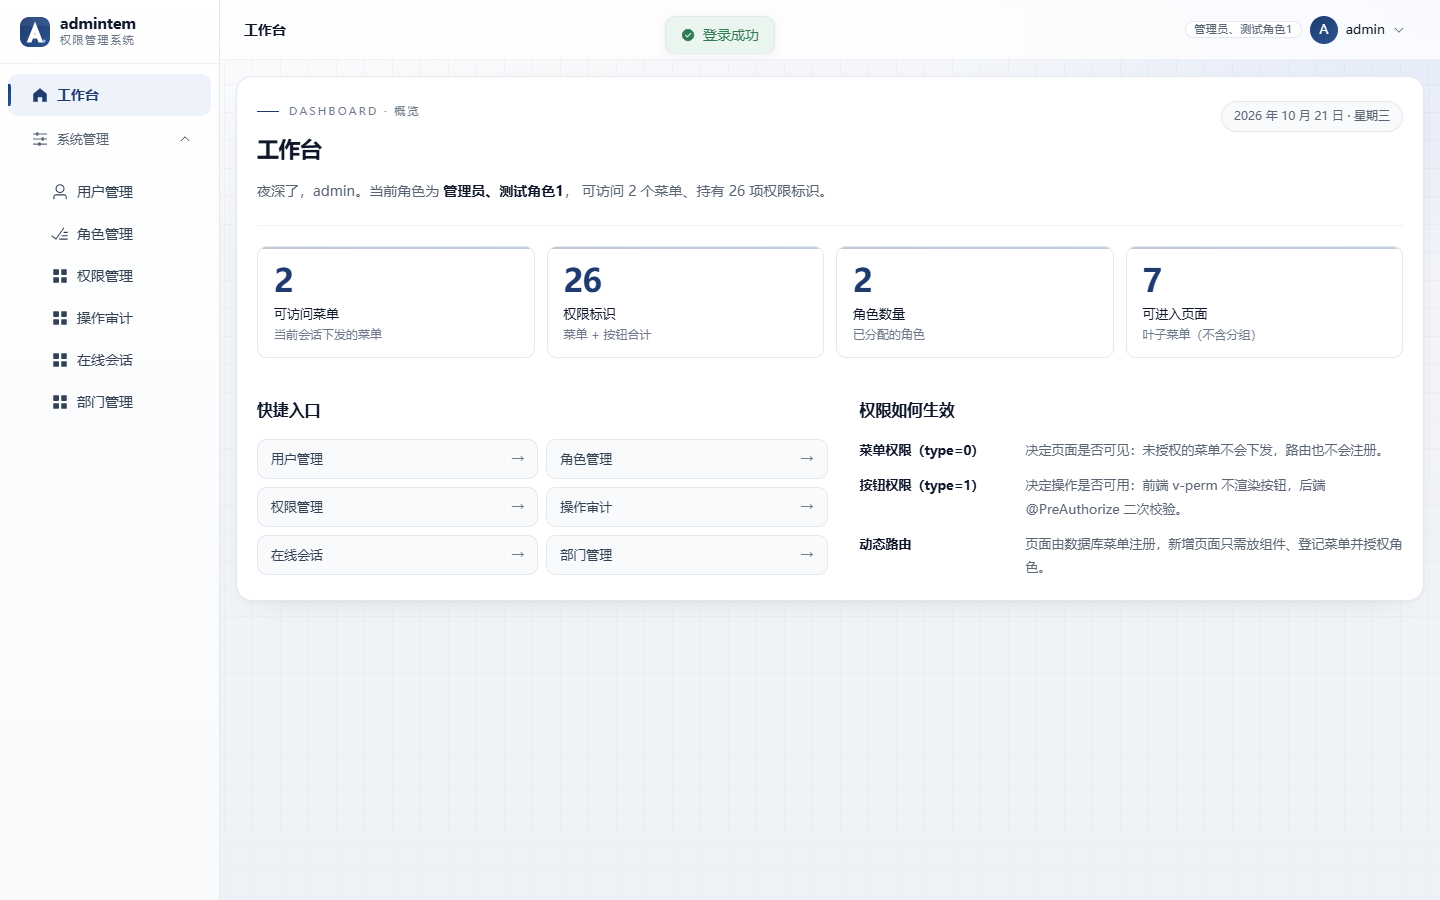 admintem
权限管理系统
工作台
系统管理
用户管理
角色管理
权限管理
操作审计
在线会话
部门管理
工作台
登录成功
管理员、测试角色1
A
admin
DASHBOARD · 概览
2026 年 10 月 21 日 · 星期三
工作台
夜深了，admin。当前角色为 管理员、测试角色1， 可访问 2 个菜单、持有 26 项权限标识。
2
可访问菜单
当前会话下发的菜单
26
权限标识
菜单 + 按钮合计
2
角色数量
已分配的角色
7
可进入页面
叶子菜单（不含分组）
快捷入口
用户管理 →
角色管理 →
权限管理 →
操作审计 →
在线会话 →
部门管理 →
权限如何生效
菜单权限（type=0）
决定页面是否可见：未授权的菜单不会下发，路由也不会注册。
按钮权限（type=1）
决定操作是否可用：前端 v-perm 不渲染按钮，后端
@PreAuthorize 二次校验。
动态路由
页面由数据库菜单注册，新增页面只需放组件、登记菜单并授权角
色。